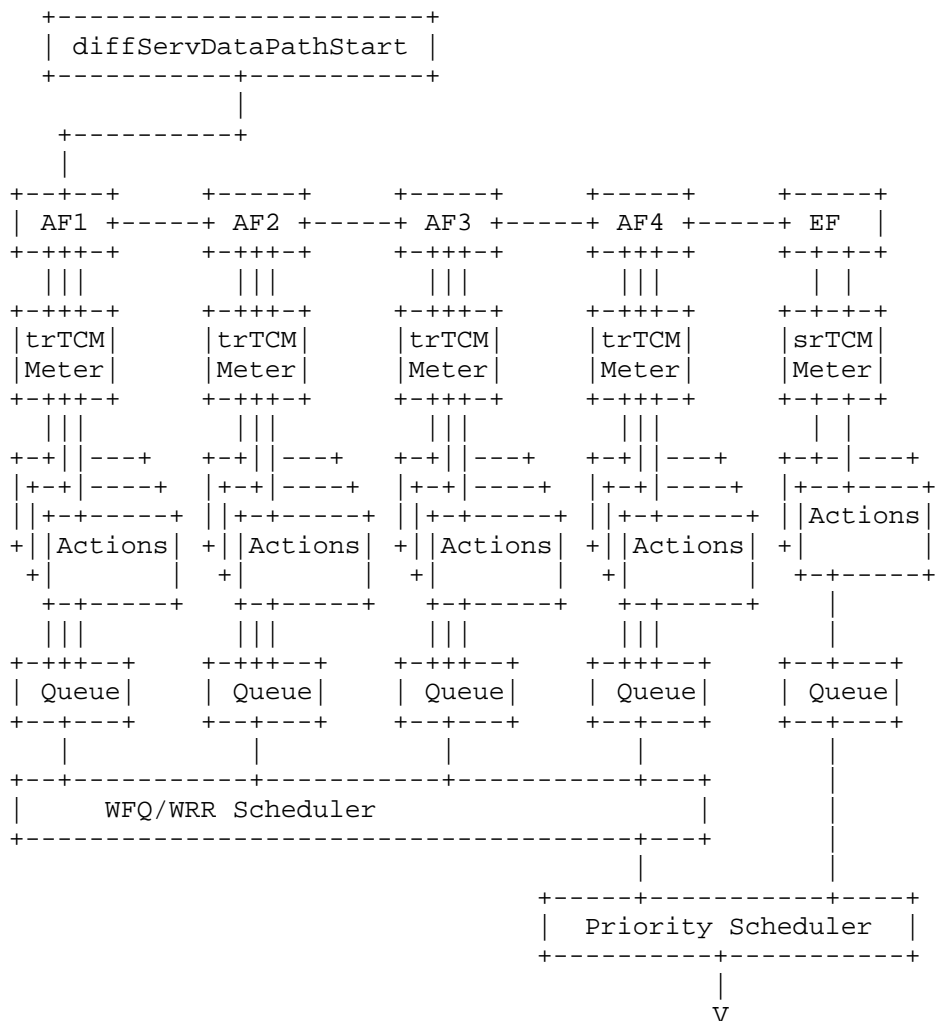 diffServDataPathStart
AF1 AF2 AF3 AF4 EF
trTCM trTCM trTCM trTCM srTCM
Meter Meter Meter Meter Meter
Actions
Actions Actions Actions Actions
Queue Queue Queue Queue Queue
WFQ/WRR Scheduler
Priority Scheduler
V